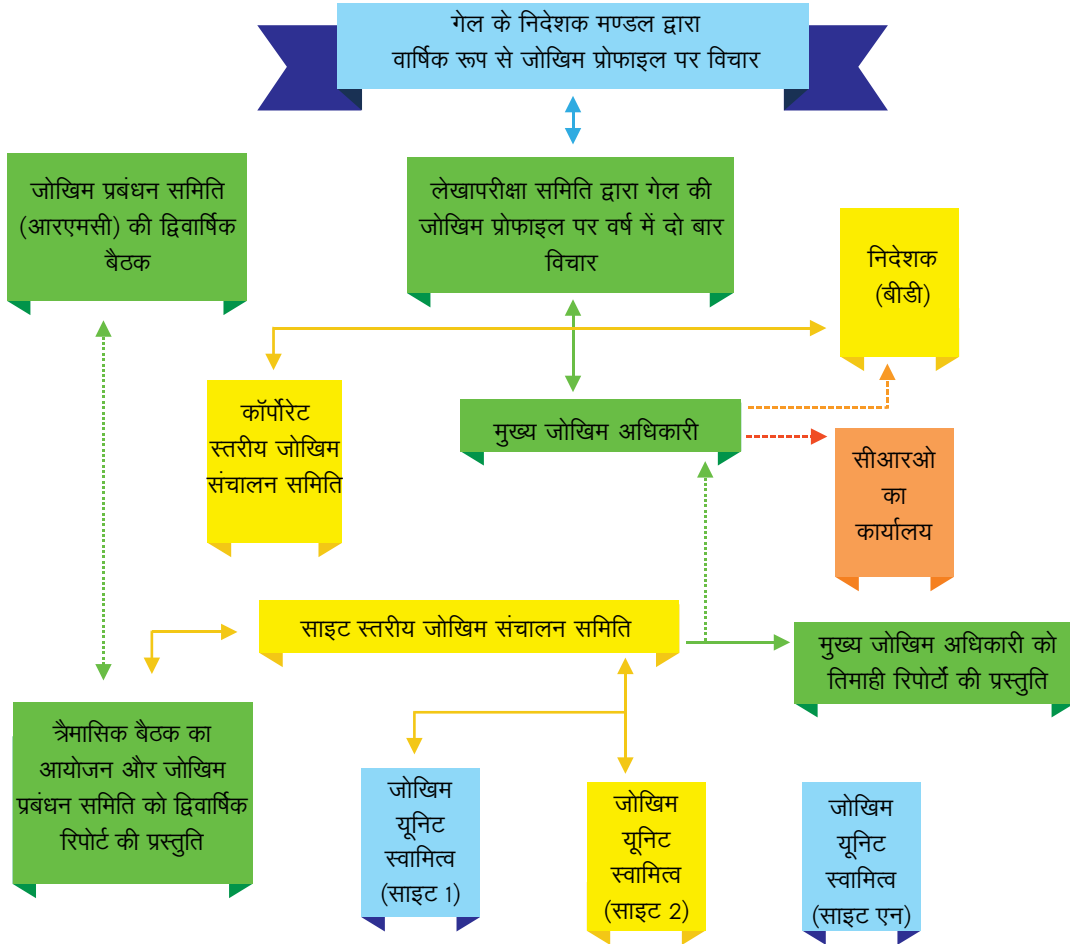 गेल के निदेशक मण्डल द्वारा
वार्षिक रूप से जोखिम प्रोफाइल पर विचार
जोखिम प्रबंधन समिति
(आरएमसी) की द्विवार्षिक
बैठक
लेखापरीक्षा समिति द्वारा गेल की
जोखिम प्रोफाइल पर वर्ष में दो बार
विचार
निदेशक
(बीडी)
कॉर्पोरेट
स्तरीय जोखिम
संचालन समिति
मुख्य जोखिम अधिकारी
सीआरओ
का
कार्यालय
साइट स्तरीय जोखिम संचालन समिति
मुख्य जोखिम अधिकारी को
तिमाही रिपोर्टों की प्रस्तुति
त्रैमासिक बैठक का
आयोजन और जोखिम
प्रबंधन समिति को द्विवार्षिक
रिपोर्ट की प्रस्तुति
जोखिम
यूनिट
स्वामित्व
(साइट 1)
जोखिम
यूनिट
स्वामित्व
(साइट 2)
जोखिम
यूनिट
स्वामित्व
(साइट एन)